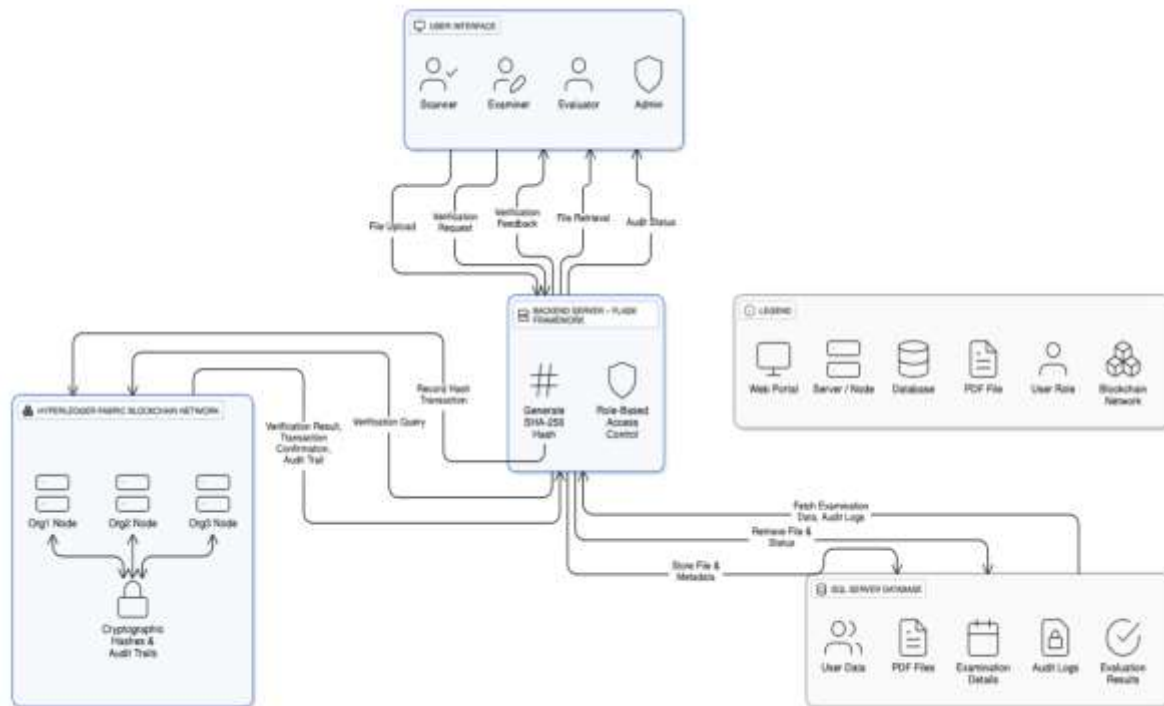 USER INTERFACE
Scanner
Examiner
Evaluator
Admin
File Upload
Verification
Request
Verification
Feedback
File Retrieval
Audit Status
BACKEND SERVER – FLASK
FRAMEWORK
Generate
SHA-256
Hash
Role-Based
Access
Control
LEGEND
Web Portal
Server / Node
Database
PDF File
User Role
Blockchain
Network
Record Hash
Transaction
Verification Query
Verification Result,
Transaction
Confirmation,
Audit Trail
HYPERLEDGER FABRIC BLOCKCHAIN NETWORK
Org1 Node
Org2 Node
Org3 Node
Cryptographic
Hashes &
Audit Trails
Fetch Examination
Data, Audit Logs
File &
Status
Store File &
Metadata
SQL SERVER DATABASE
User Data
PDF Files
Examination
Details
Audit Logs
Evaluation
Results